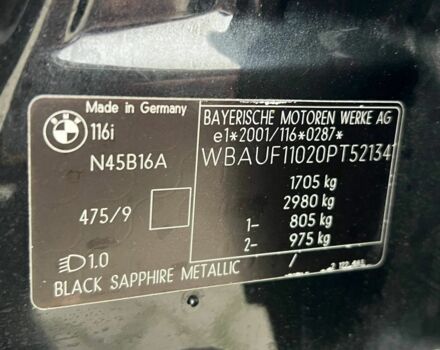 Made in Germany
BMW
116i
N45B16A
475/9
1.0
BLACK SAPPHIRE METALLIC
BAYERISCHE MOTOREN WERKE AG
e1*2001/116*0287*
WBAUF11020PT52134
1705 kg
2980 kg
1- 805 kg
2- 975 kg
/